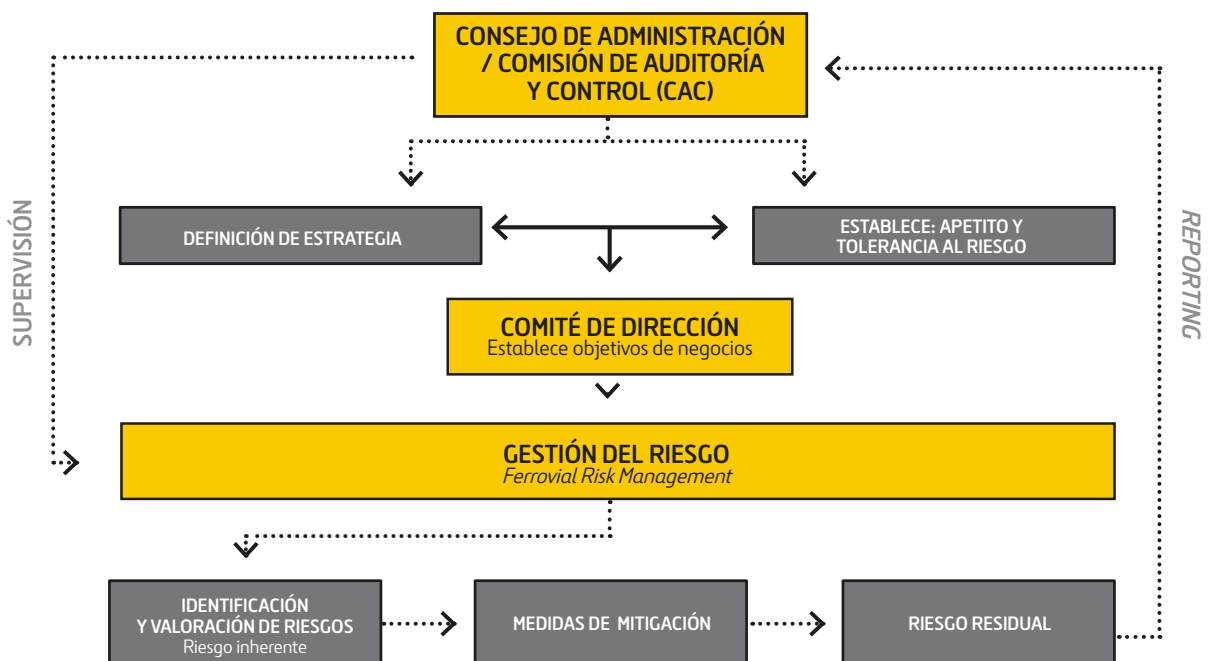 CONSEJO DE ADMINISTRACIÓN
/ COMISIÓN DE AUDITORÍA
Y CONTROL (CAC)
SUPERVISIÓN
REPORTING
DEFINICIÓN DE ESTRATEGIA
ESTABLECE: APETITO Y
TOLERANCIA AL RIESGO
COMITÉ DE DIRECCIÓN
Establece objetivos de negocios
GESTIÓN DEL RIESGO
Ferrovial Risk Management
IDENTIFICACIÓN
Y VALORACIÓN DE RIESGOS
Riesgo inherente
MEDIDAS DE MITIGACIÓN
RIESGO RESIDUAL